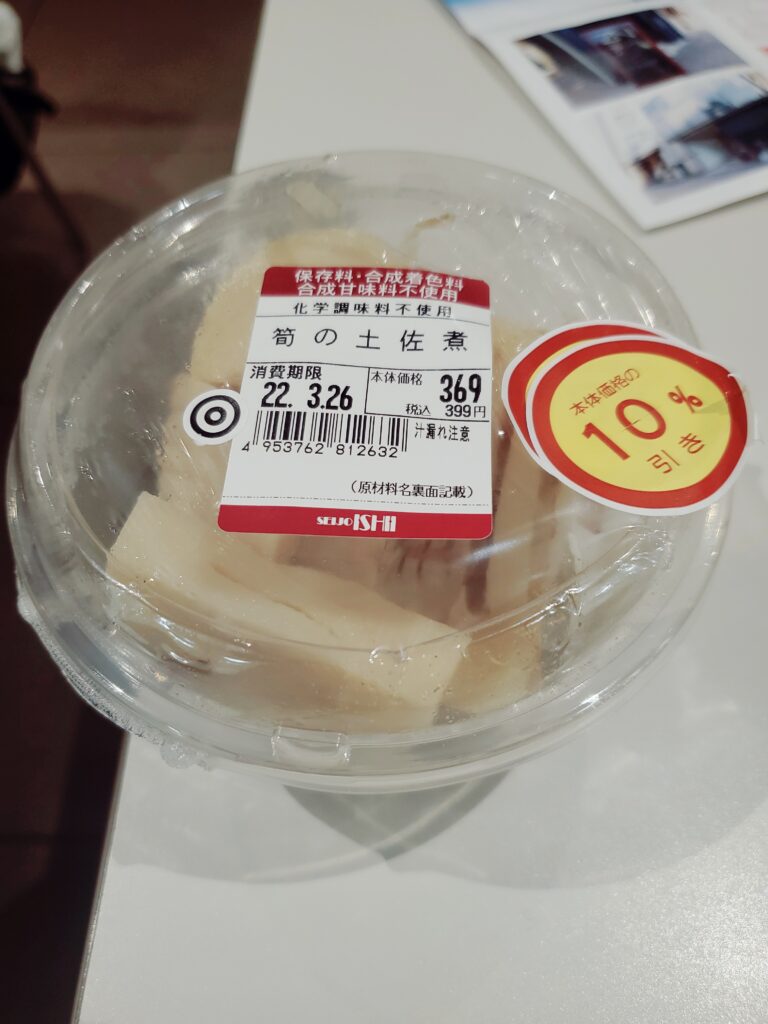 保存料・合成着色料
合成甘味料不使用
化学調味料不使用
筍の土佐煮
消費期限
22. 3.26
本体価格
369
税込 399円
4 953762 812632
汁漏れ注意
(原材料名裏面記載)
SEIJO ISHII
本体価格の
10%
引き